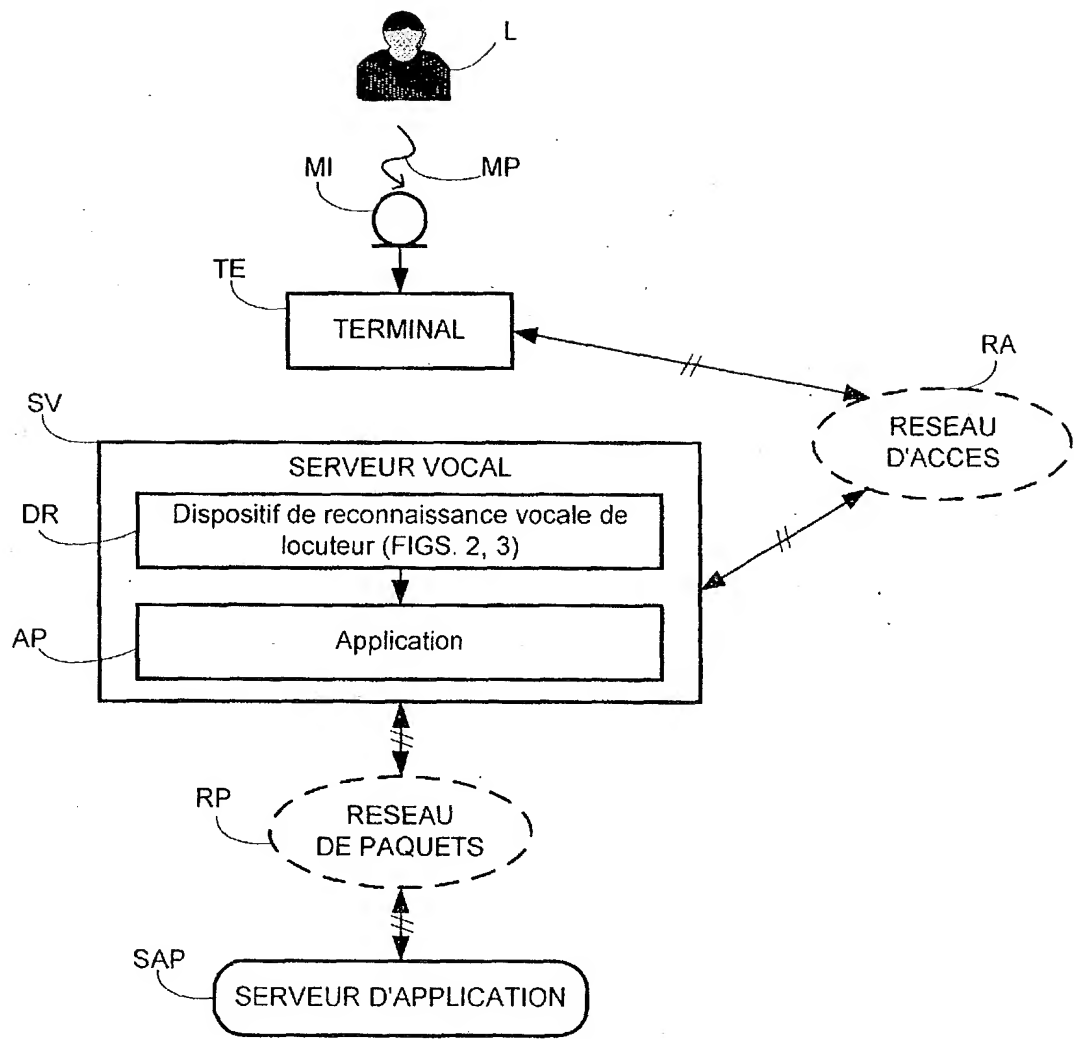 L
MI
MP
TE
TERMINAL
RA
RESEAU
D'ACCES
SV
SERVEUR VOCAL
DR
Dispositif de reconnaissance vocale de
locuteur (FIGS. 2, 3)
AP
Application
RP
RESEAU
DE PAQUETS
SAP
SERVEUR D'APPLICATION